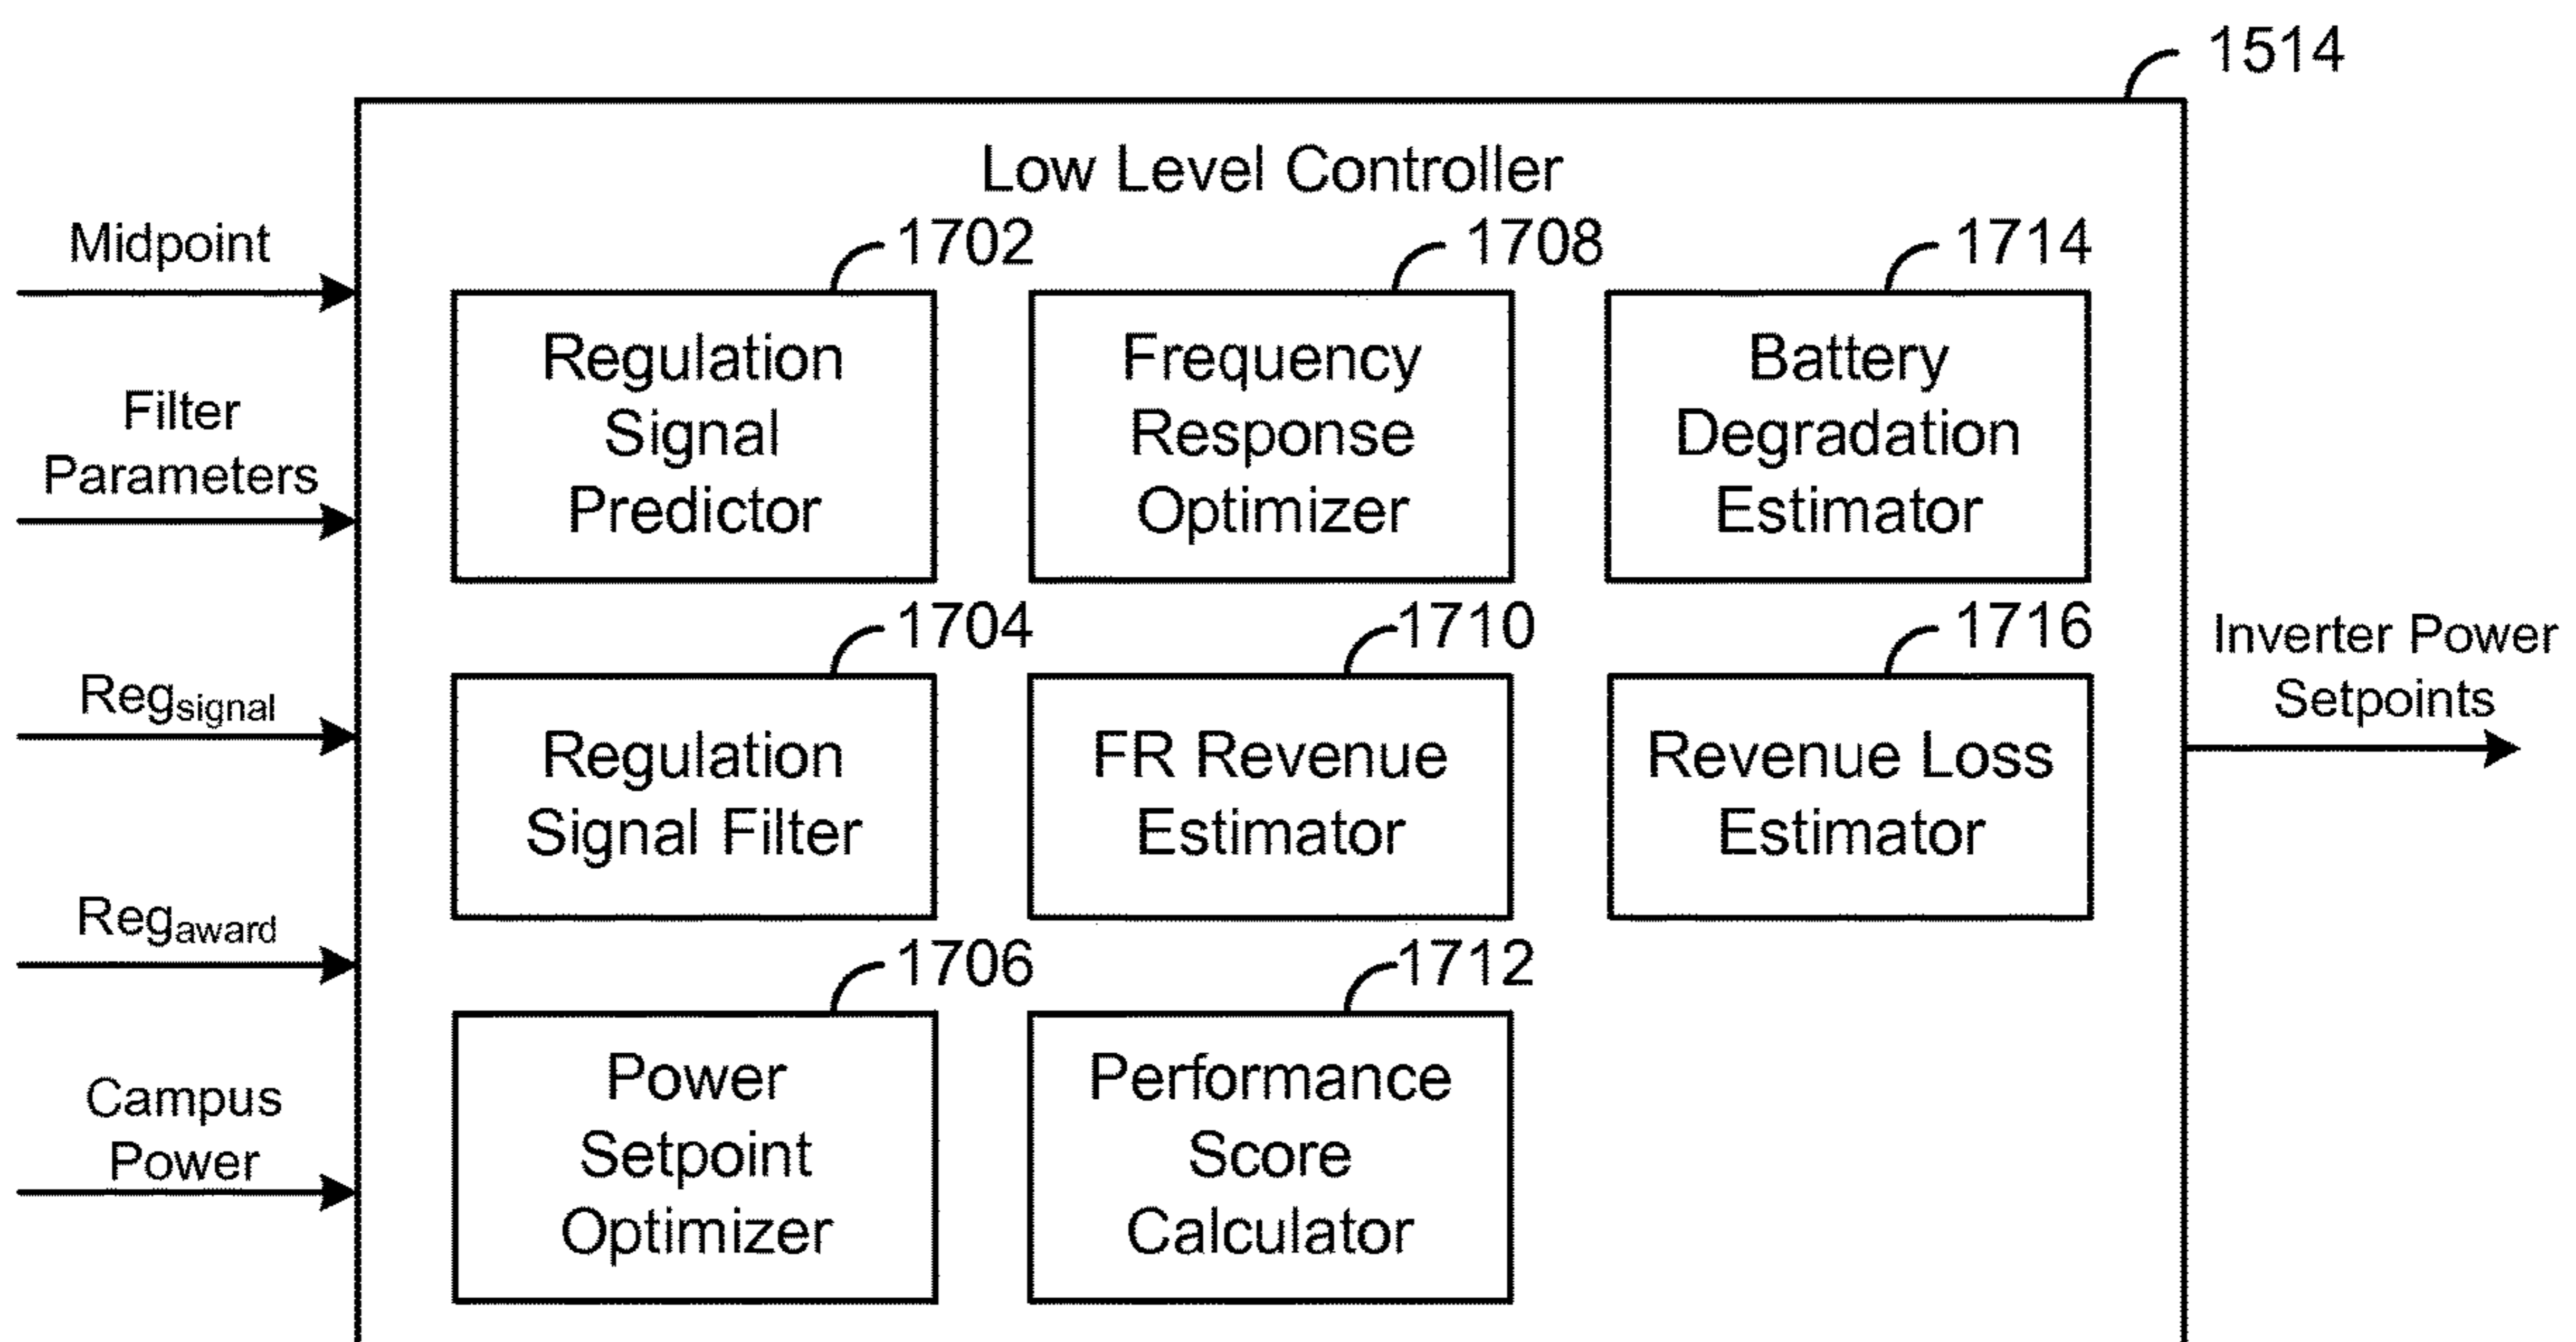 1514
Low Level Controller
Midpoint
Filter
Parameters
Regsignal
Regaward
Campus
Power
1702
Regulation
Signal
Predictor
1708
Frequency
Response
Optimizer
1714
Battery
Degradation
Estimator
1704
Regulation
Signal Filter
1710
FR Revenue
Estimator
1716
Revenue Loss
Estimator
1706
Power
Setpoint
Optimizer
1712
Performance
Score
Calculator
Inverter Power
Setpoints